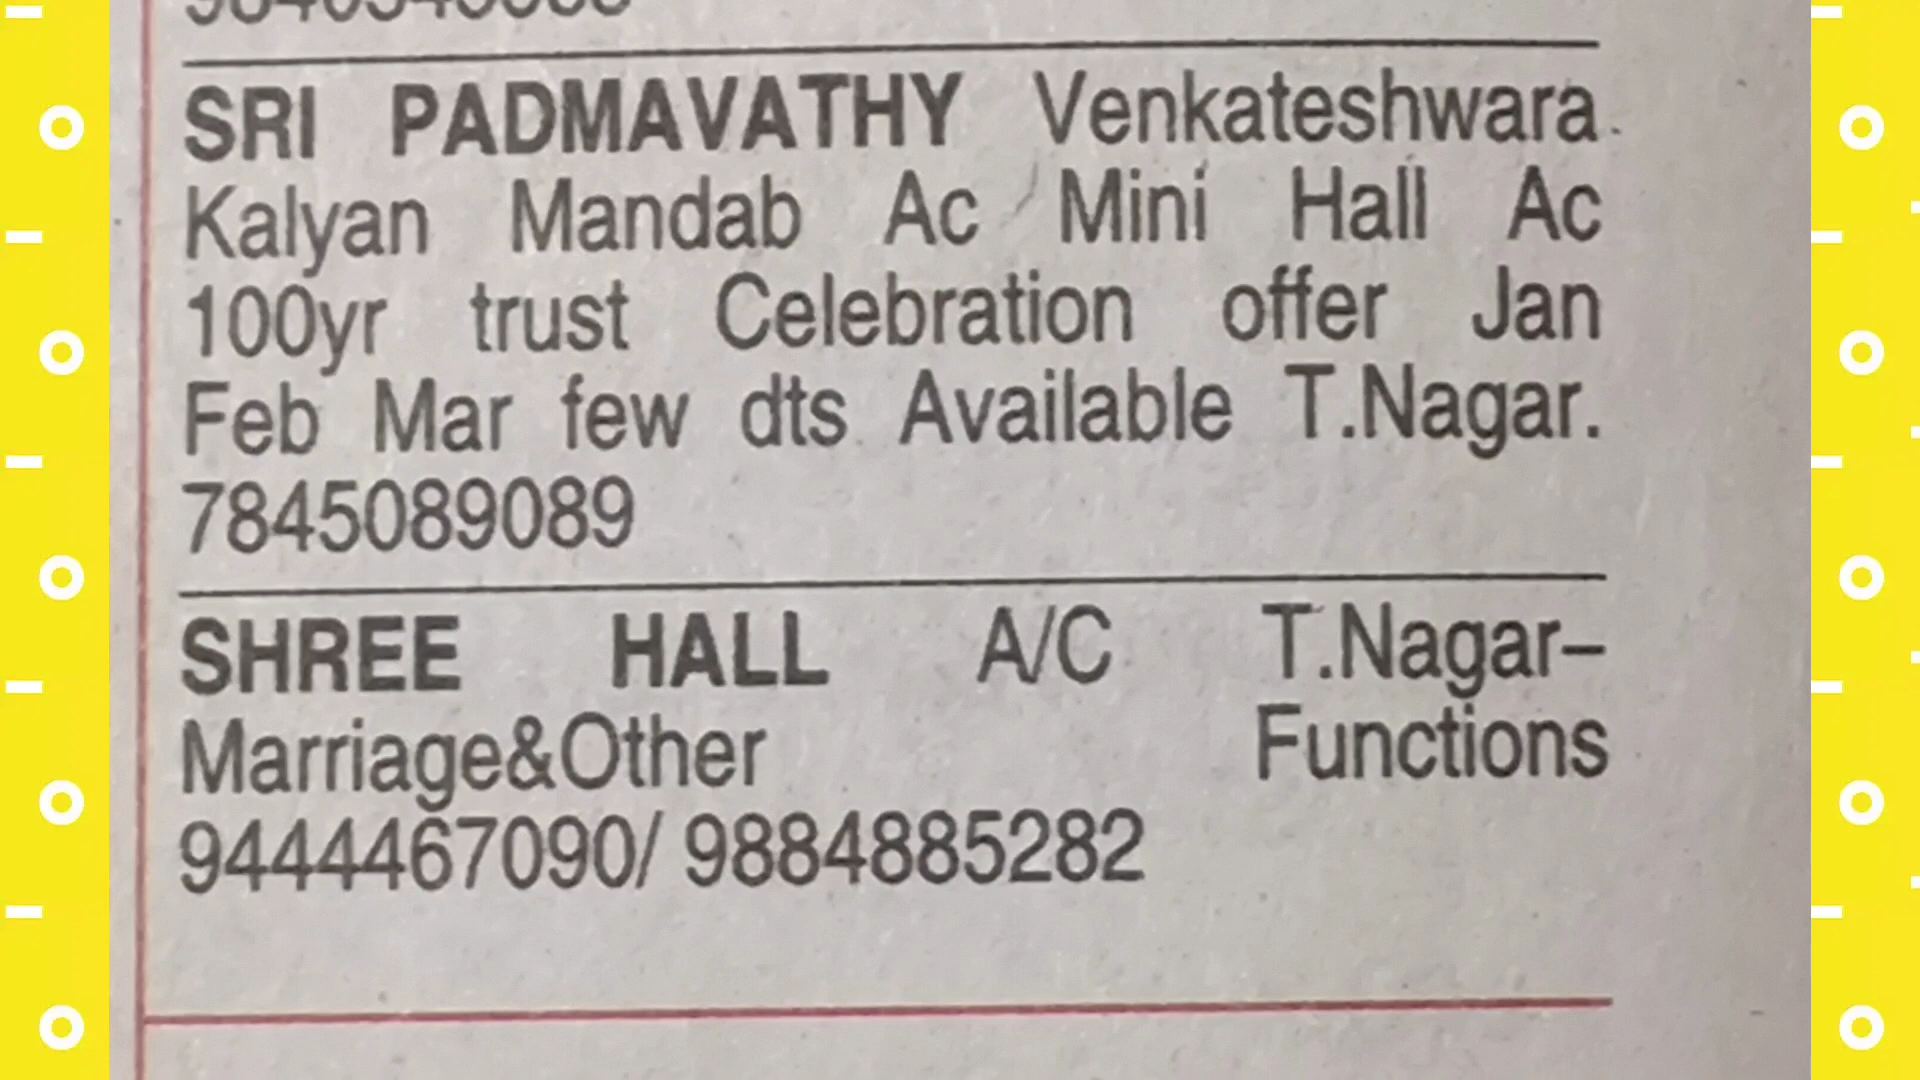 SRI PADMAVATHY Venkateshwara
Kalyan Mandab Ac Mini Hall Ac
100yr trust Celebration offer Jan
Feb Mar few dts Available T.Nagar.
7845089089
SHREE HALL A/C T.Nagar–
Marriage&Other Functions
9444467090/ 9884885282